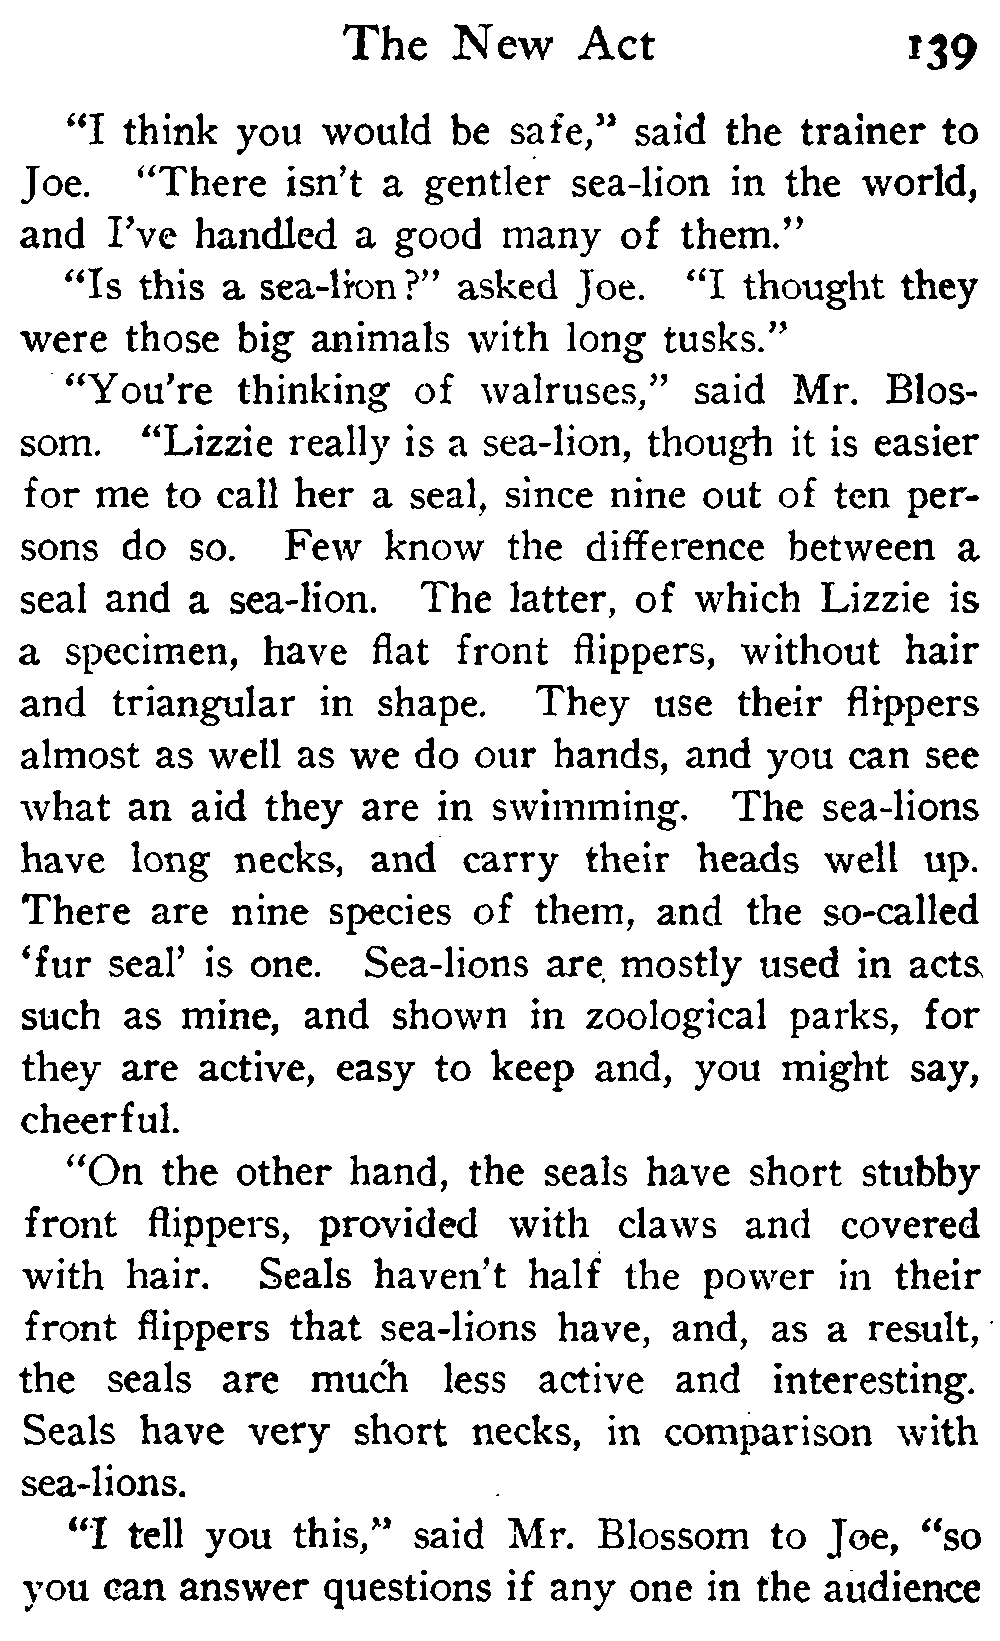 The New Act 139
"I think you would be safe," said the trainer to
Joe. "There isn't a gentler sea-lion in the world,
and I've handled a good many of them."
"Is this a sea-lion?" asked Joe. "I thought they
were those big animals with long tusks."
"You're thinking of walruses," said Mr. Blos-
som. "Lizzie really is a sea-lion, though it is easier
for me to call her a seal, since nine out of ten per-
sons do so. Few know the difference between a
seal and a sea-lion. The latter, of which Lizzie is
a specimen, have flat front flippers, without hair
and triangular in shape. They use their flippers
almost as well as we do our hands, and you can see
what an aid they are in swimming. The sea-lions
have long necks, and carry their heads well up.
There are nine species of them, and the so-called
'fur seal' is one. Sea-lions are mostly used in acts
such as mine, and shown in zoological parks, for
they are active, easy to keep and, you might say,
cheerful.
"On the other hand, the seals have short stubby
front flippers, provided with claws and covered
with hair. Seals haven't half the power in their
front flippers that sea-lions have, and, as a result,
the seals are much less active and interesting.
Seals have very short necks, in comparison with
sea-lions.
"I tell you this," said Mr. Blossom to Joe, "so
you can answer questions if any one in the audience